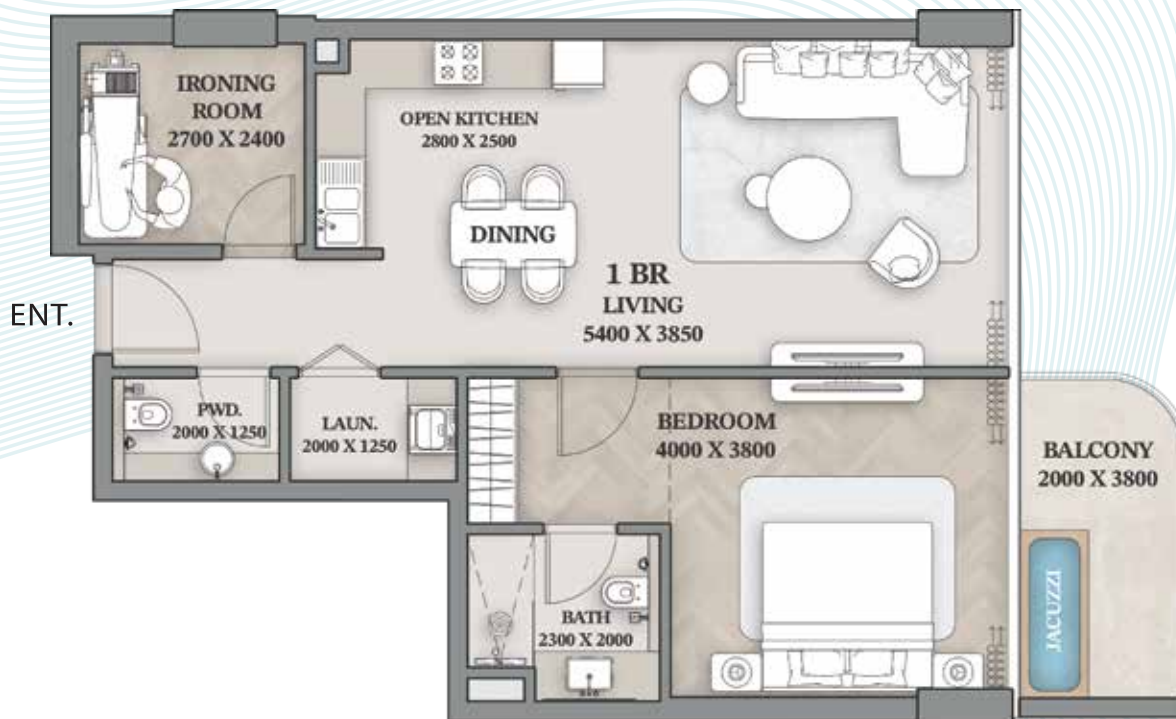 IRONING
ROOM
2700 X 2400
OPEN KITCHEN
2800 X 2500
DINING
1 BR
LIVING
5400 X 3850
ENT.
PWD.
2000 X 1250
LAUN.
2000 X 1250
BEDROOM
4000 X 3800
BALCONY
2000 X 3800
BATH
2300 X 2000
JACUZZI